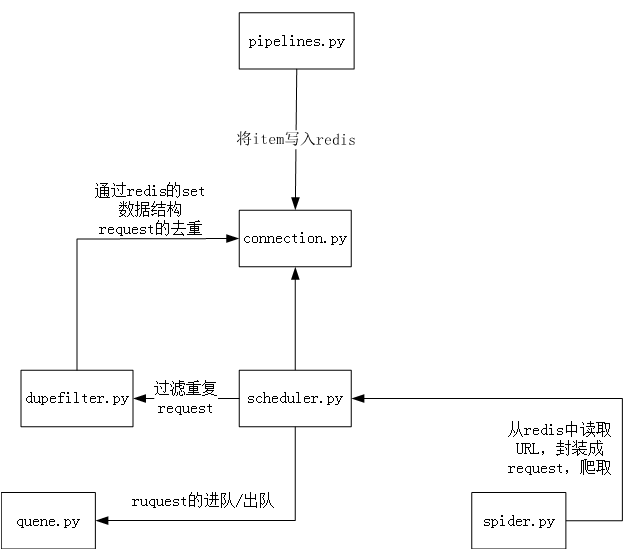 pipelines.py
将item写入redis
通过redis的set
数据结构
request的去重
connection.py
dupefilter.py
过滤重复
request
scheduler.py
从redis中读取
URL，封装成
request，爬取
ruquest的进队/出队
quene.py
spider.py